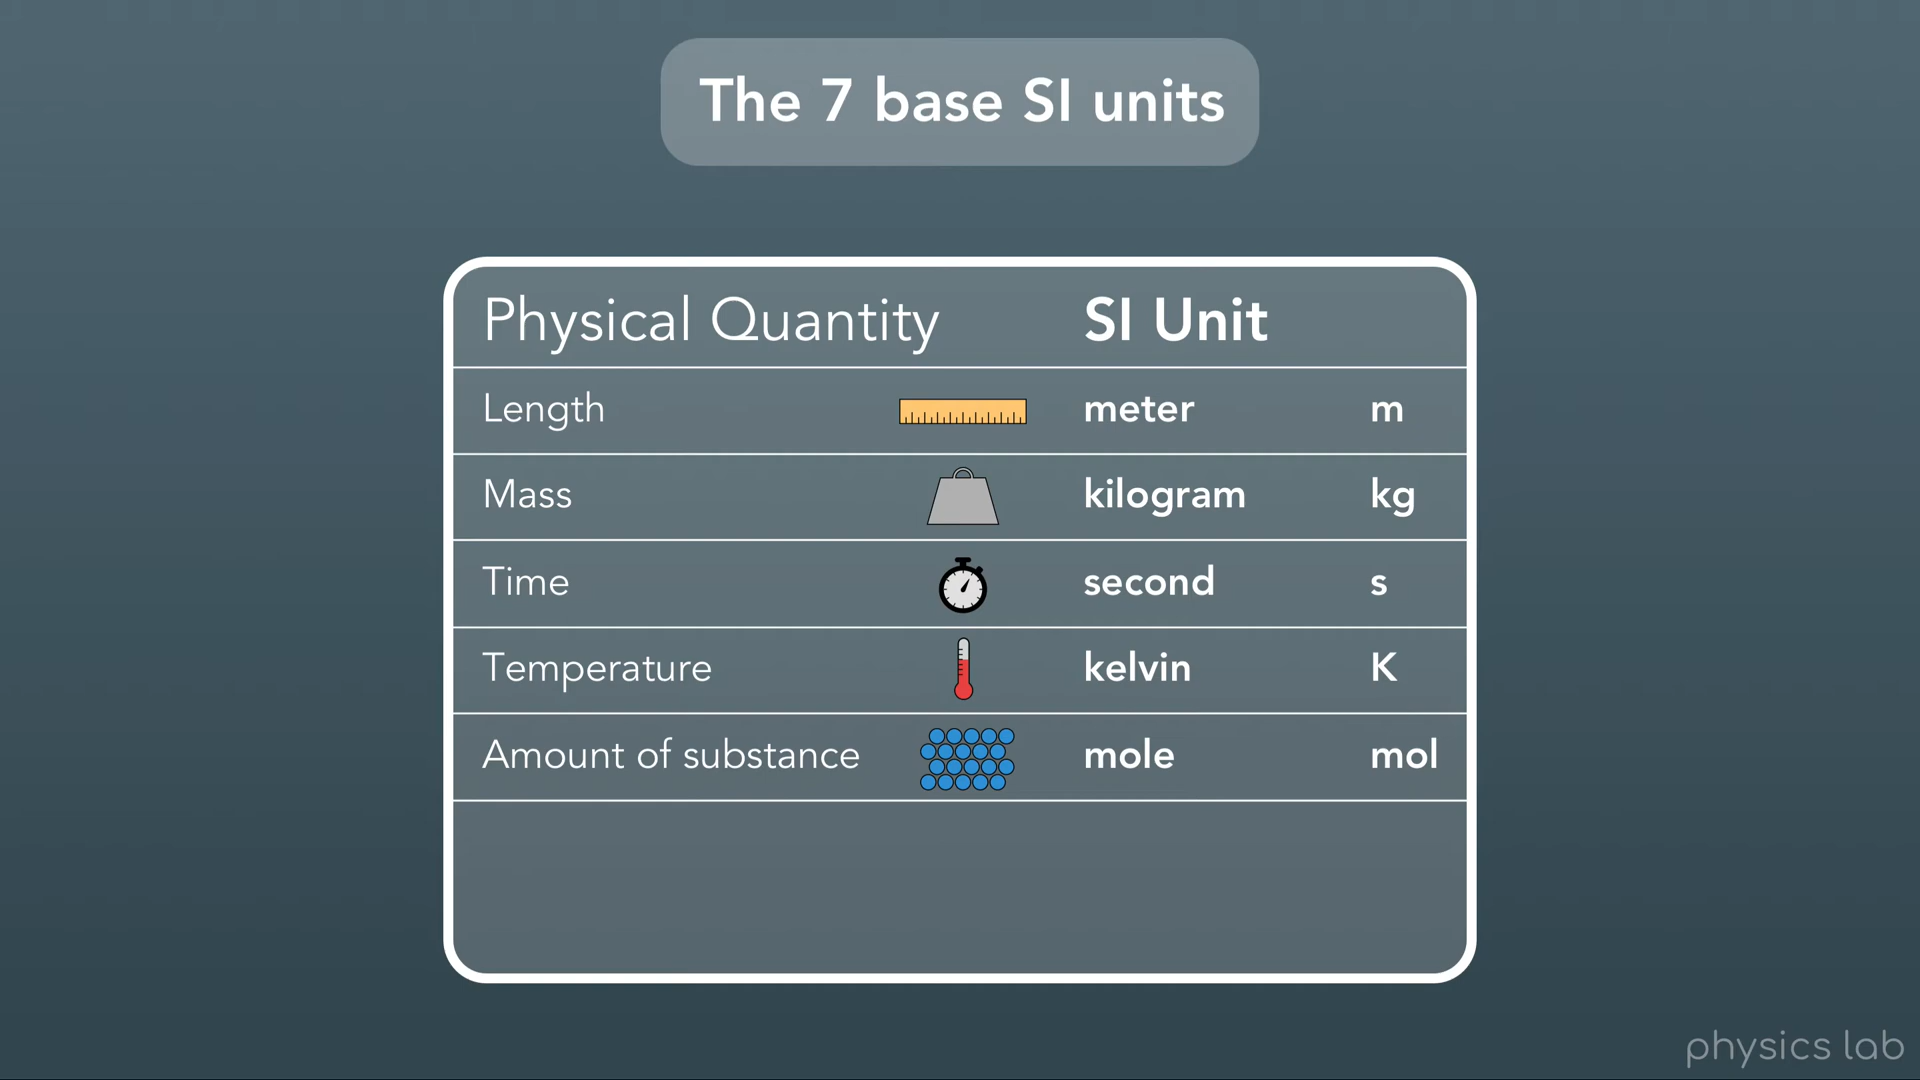 The 7 base SI units
Physical Quantity SI Unit
Length meter m
Mass kilogram kg
Time second s
Temperature kelvin K
Amount of substance mole mol
physics lab